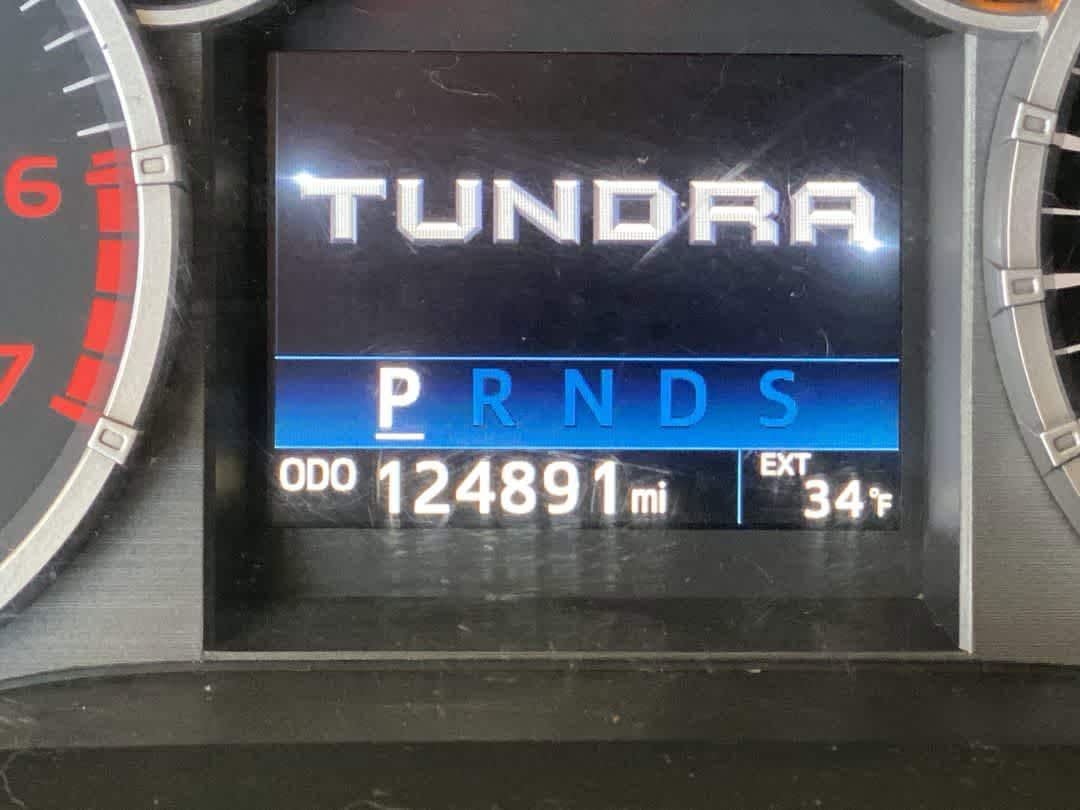 6
7
TUNDRA
P R N D S
ODO 124891 mi
EXT 34°F